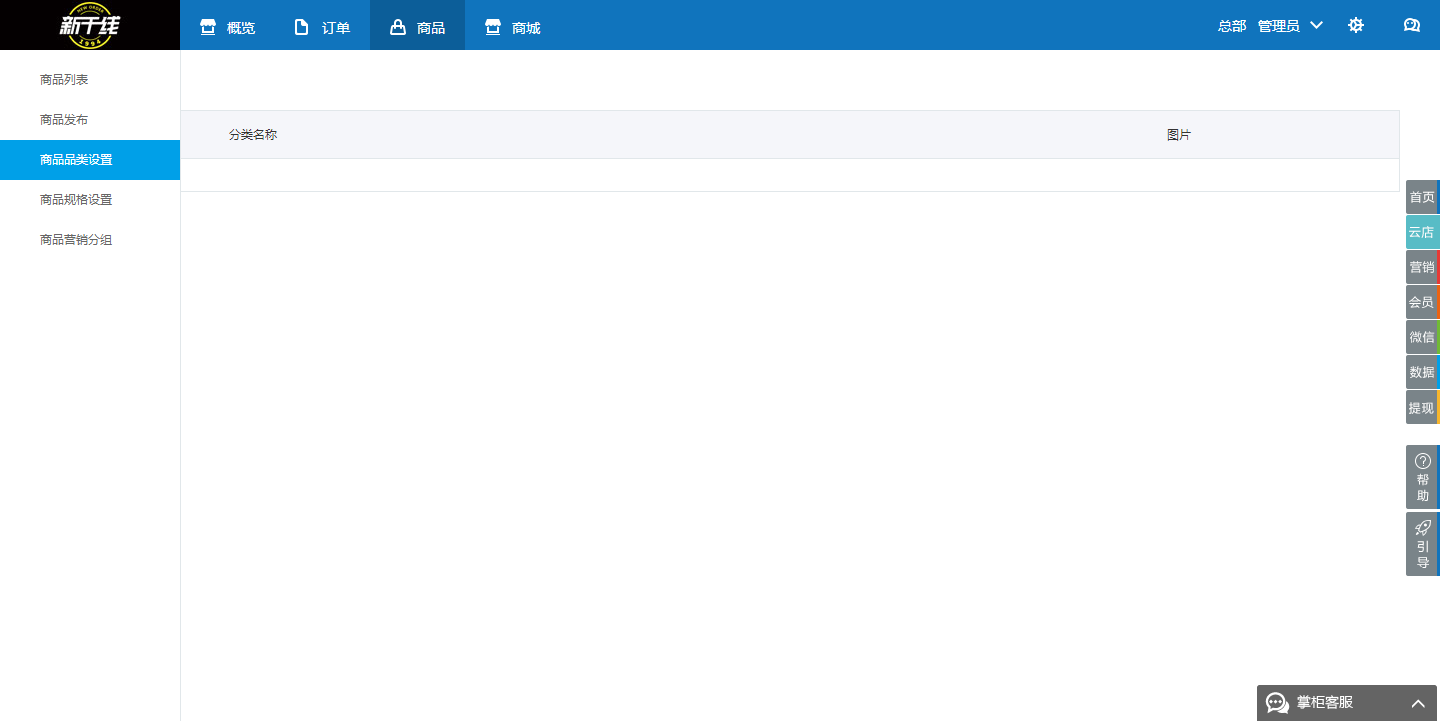 NEW ORDER
新干线
1994
概览
订单
商品
商城
总部 管理员
商品列表
商品发布
商品品类设置
商品规格设置
商品营销分组
分类名称 图片
首页
云店
营销
会员
微信
数据
提现
帮助
引导
掌柜客服